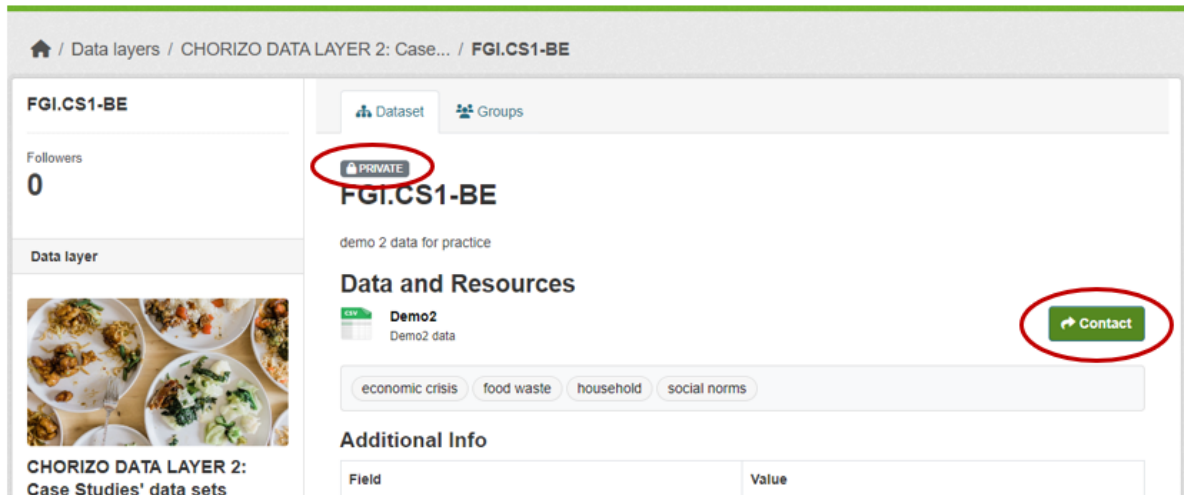 / Data layers / CHORIZO DATA LAYER 2: Case... / FGI.CS1-BE
FGI.CS1-BE
Followers
0
Data layer
CHORIZO DATA LAYER 2:
Case Studies' data sets
Dataset
Groups
PRIVATE
FGI.CS1-BE
demo 2 data for practice
Data and Resources
CSV
Demo2
Demo2 data
Contact
economic crisis food waste household social norms
Additional Info
Field Value